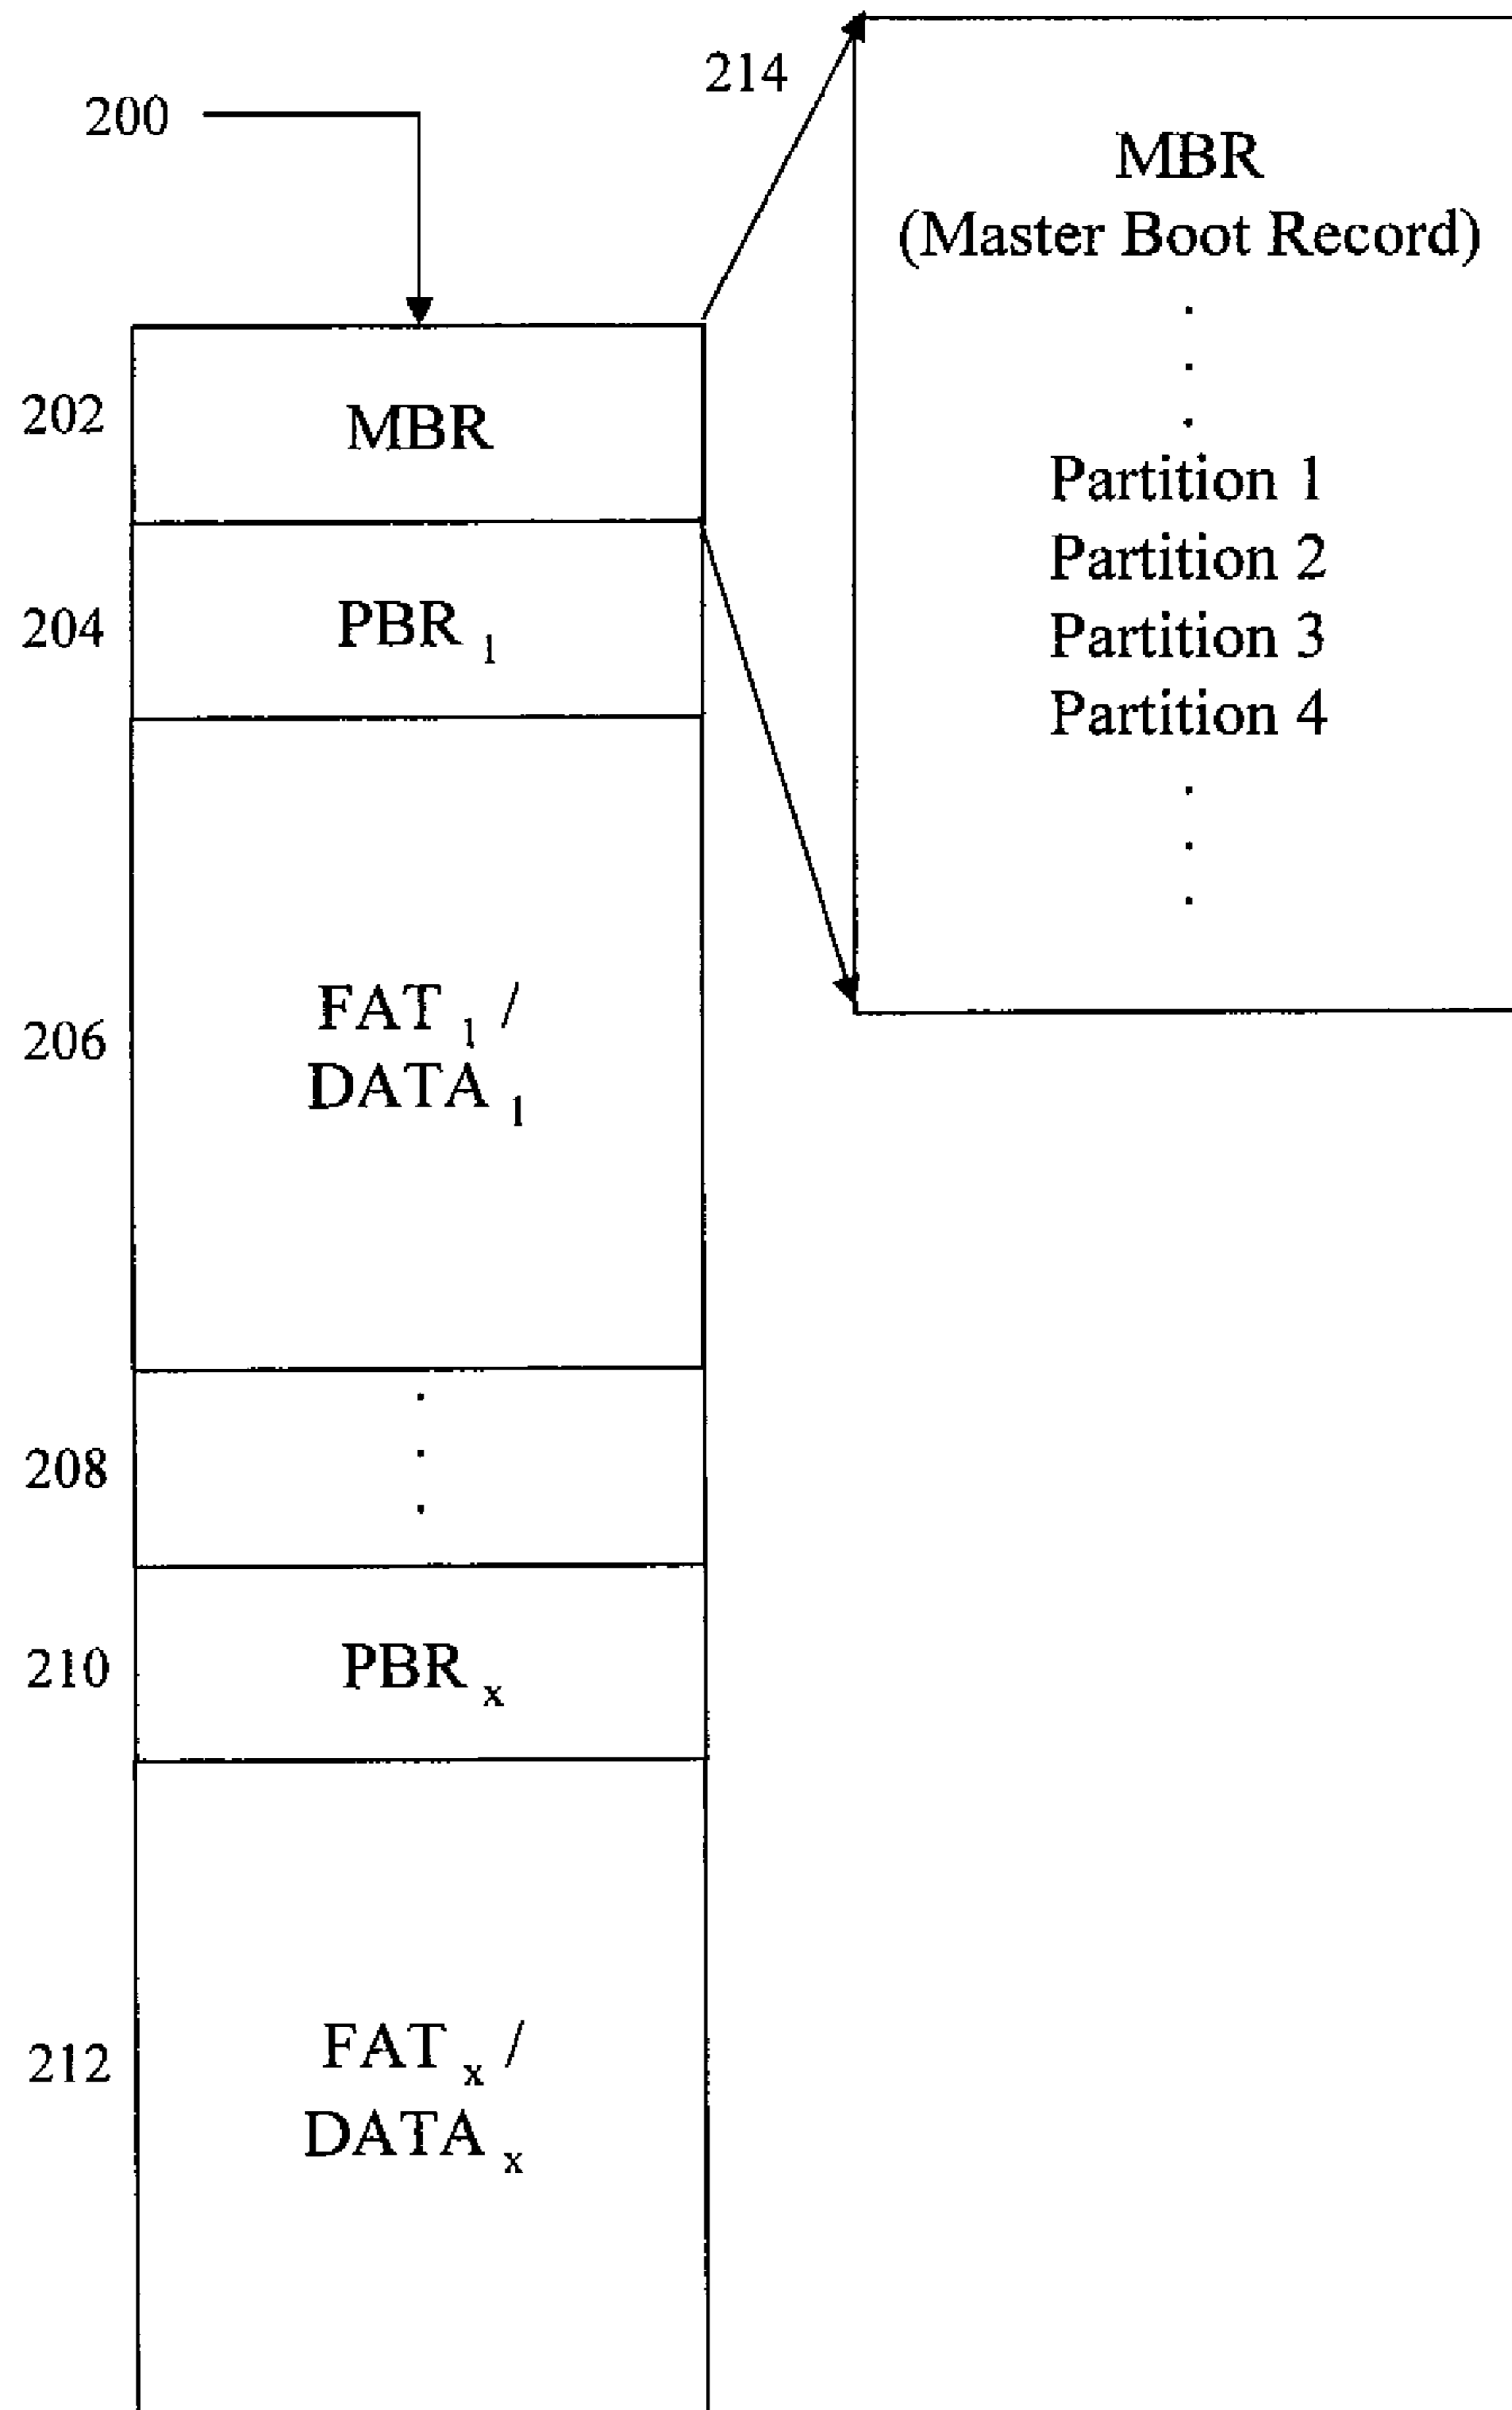 200
214
MBR
(Master Boot Record)
.
.
.
Partition 1
Partition 2
Partition 3
Partition 4
.
.
.
202
MBR
204
PBR 1
206
FAT 1 /
DATA 1
208
.
.
.
210
PBR x
212
FAT x /
DATA x